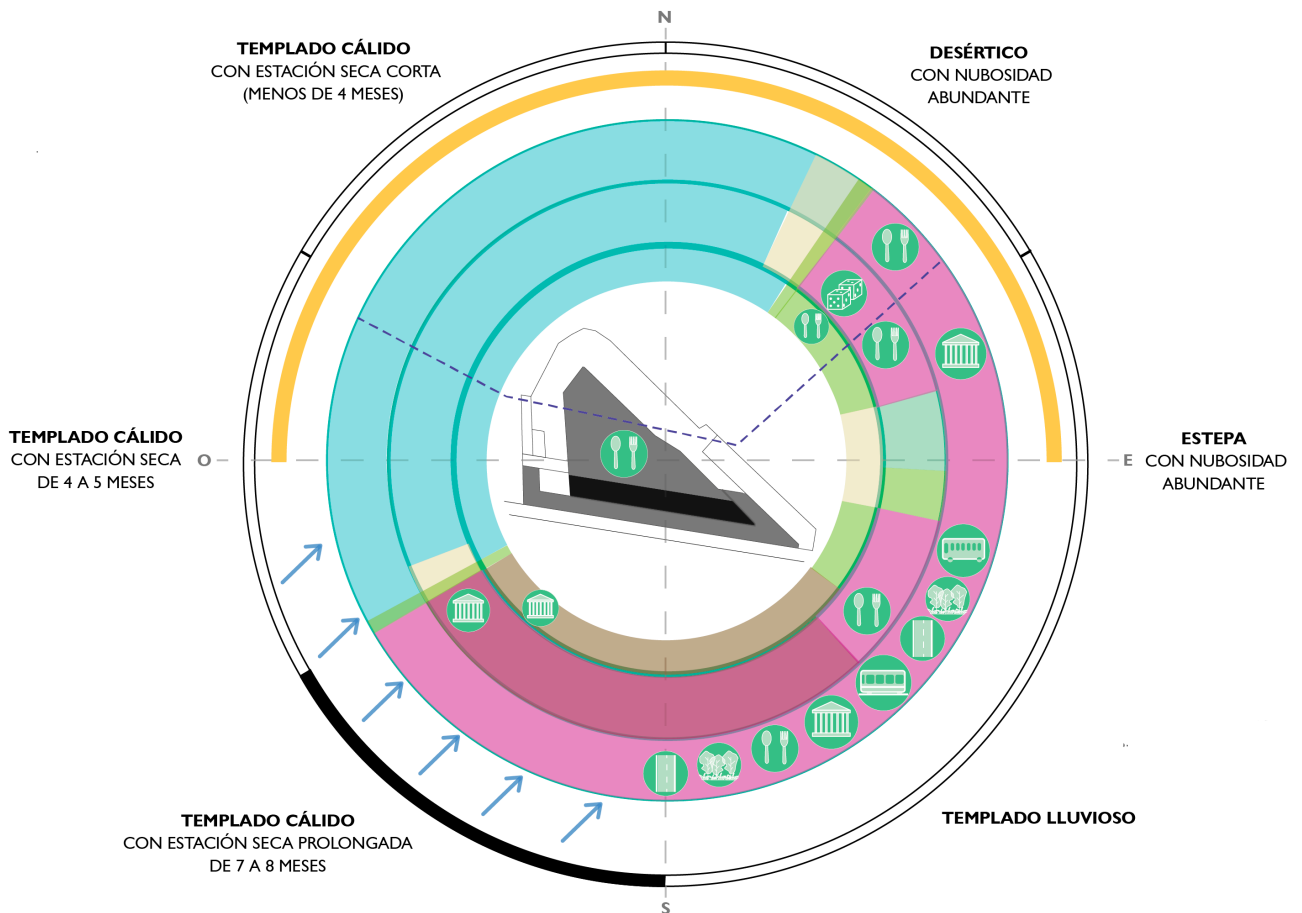 N
TEMPLADO CÁLIDO
CON ESTACIÓN SECA CORTA
(MENOS DE 4 MESES)
DESÉRTICO
CON NUBOSIDAD
ABUNDANTE
TEMPLADO CÁLIDO
CON ESTACIÓN SECA
DE 4 A 5 MESES
O
E
ESTEPA
CON NUBOSIDAD
ABUNDANTE
TEMPLADO CÁLIDO
CON ESTACIÓN SECA PROLONGADA
DE 7 A 8 MESES
TEMPLADO LLUVIOSO
S